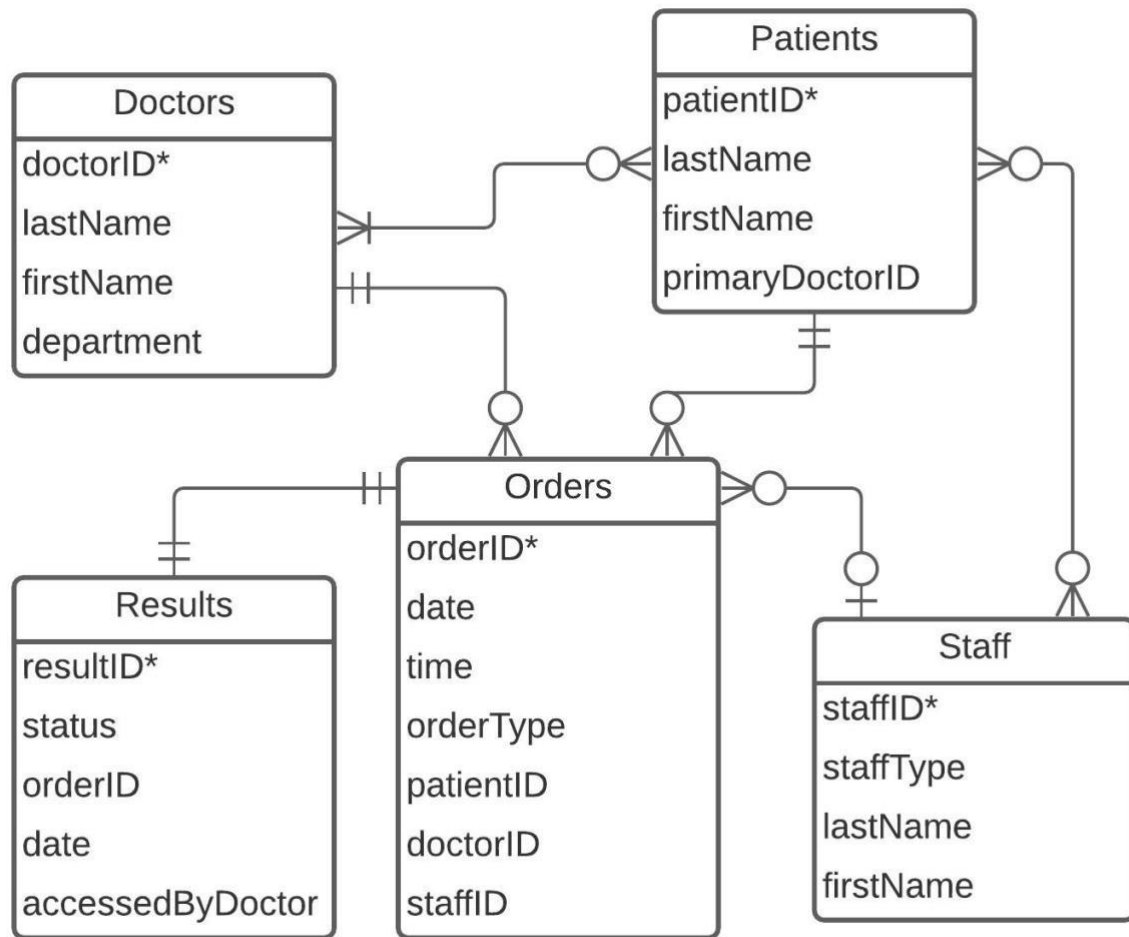 Doctors
doctorID*
lastName
firstName
department
Patients
patientID*
lastName
firstName
primaryDoctorID
Orders
orderID*
date
time
orderType
patientID
doctorID
staffID
Results
resultID*
status
orderID
date
accessedByDoctor
Staff
staffID*
staffType
lastName
firstName